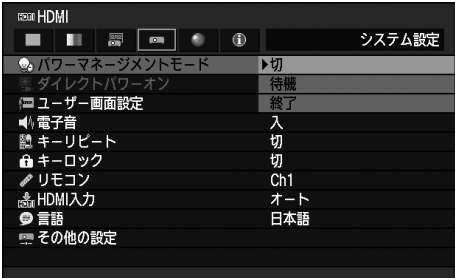 HDMI HDMI
システム設定
パワーマネージメントモード 切
ダイレクトパワーオン 待機
ユーザー画面設定 終了
電子音 入
キーリピート 切
キーロック 切
リモコン Ch1
HDMI入力 オート
言語 日本語
その他の設定